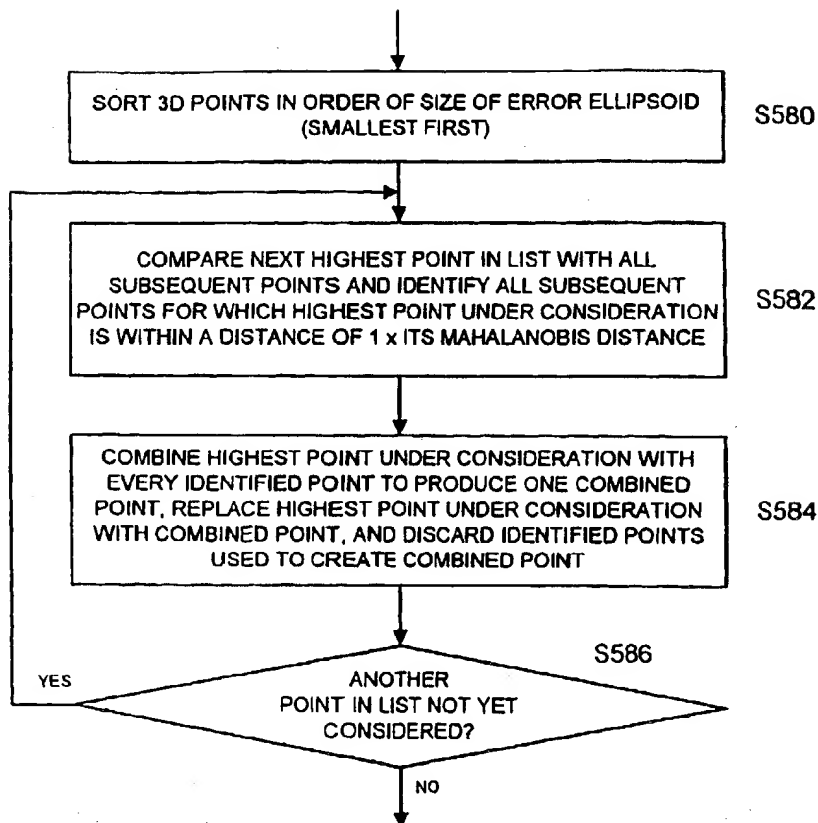 SORT 3D POINTS IN ORDER OF SIZE OF ERROR ELLIPSOID
(SMALLEST FIRST)
S580
COMPARE NEXT HIGHEST POINT IN LIST WITH ALL
SUBSEQUENT POINTS AND IDENTIFY ALL SUBSEQUENT
POINTS FOR WHICH HIGHEST POINT UNDER CONSIDERATION
IS WITHIN A DISTANCE OF 1 x ITS MAHALANOBIS DISTANCE
S582
COMBINE HIGHEST POINT UNDER CONSIDERATION WITH
EVERY IDENTIFIED POINT TO PRODUCE ONE COMBINED
POINT, REPLACE HIGHEST POINT UNDER CONSIDERATION
WITH COMBINED POINT, AND DISCARD IDENTIFIED POINTS
USED TO CREATE COMBINED POINT
S584
S586
YES
ANOTHER
POINT IN LIST NOT YET
CONSIDERED?
NO